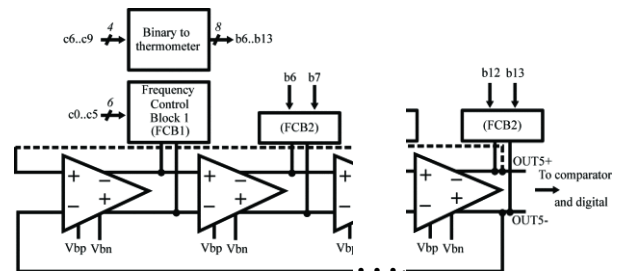 c6..c9
4
Binary to
thermometer
8
b6..b13
c0..c5
6
Frequency
Control
Block 1
(FCB1)
b6 b7
(FCB2)
b12 b13
(FCB2)
OUT5+
To comparator
and digital
OUT5-
+ − − +
+ − − +
+ −
+ − − +
Vbp Vbn
Vbp Vbn
Vbp
Vbp Vbn